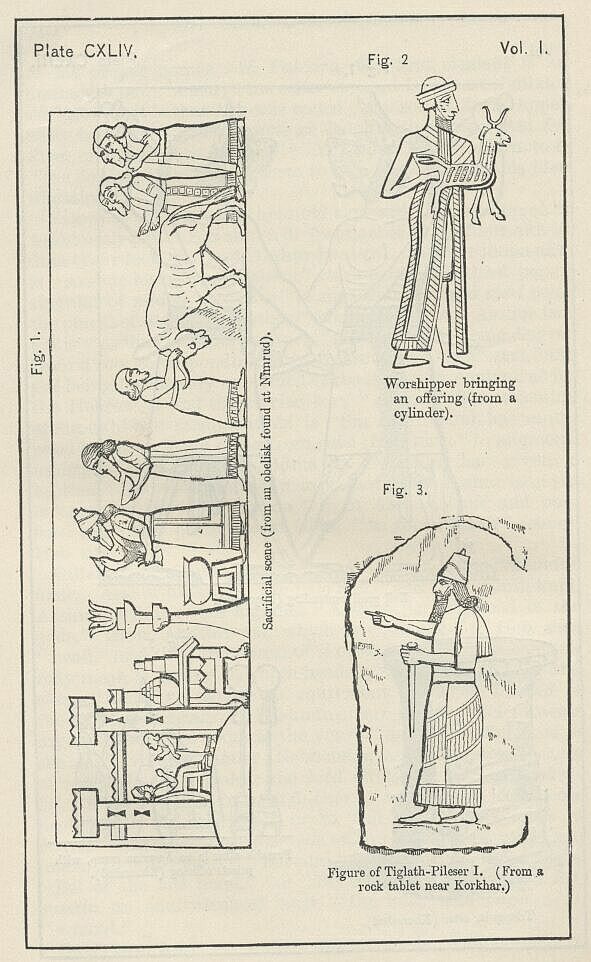 Plate CXLIV.
Vol. I.
Fig. 1.
Sacrificial scene (from an obelisk found at Nimrud).
Fig. 2
Worshipper bringing
an offering (from a
cylinder).
Fig. 3.
Figure of Tiglath-Pileser I. (From a
rock tablet near Korkhar.)